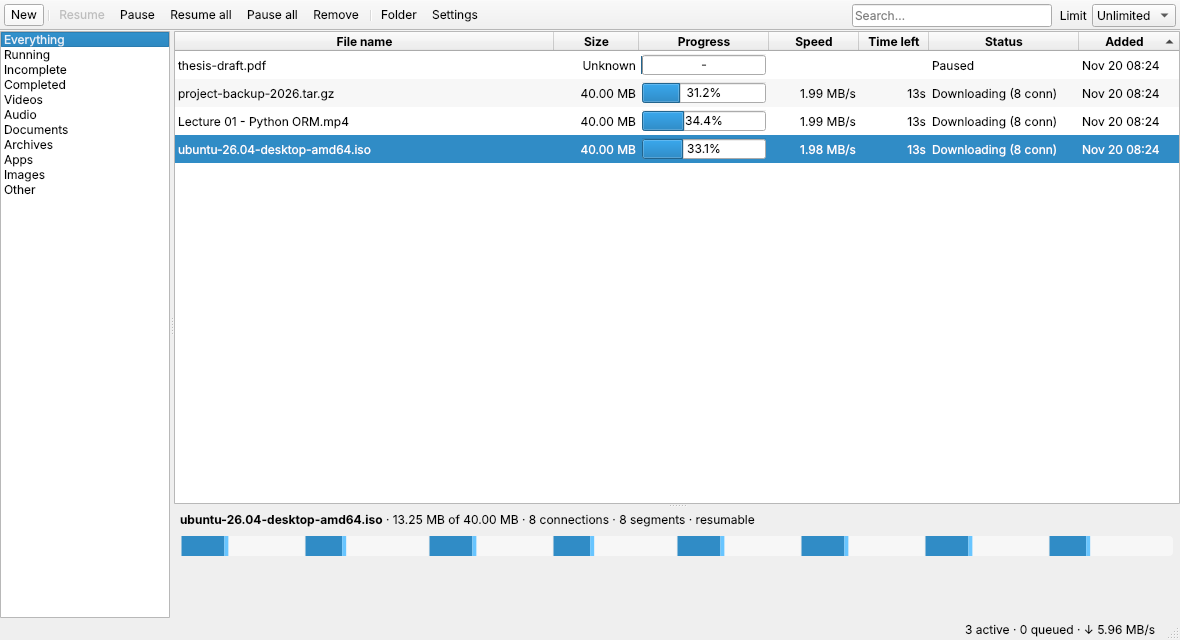 New Resume Pause Resume all Pause all Remove Folder Settings Search... Limit Unlimited
Everything
Running
Incomplete
Completed
Videos
Audio
Documents
Archives
Apps
Images
Other
File name Size Progress Speed Time left Status Added
thesis-draft.pdf Unknown - Paused Nov 20 08:24
project-backup-2026.tar.gz 40.00 MB 31.2% 1.99 MB/s 13s Downloading (8 conn) Nov 20 08:24
Lecture 01 - Python ORM.mp4 40.00 MB 34.4% 1.99 MB/s 13s Downloading (8 conn) Nov 20 08:24
ubuntu-26.04-desktop-amd64.iso 40.00 MB 33.1% 1.98 MB/s 13s Downloading (8 conn) Nov 20 08:24
ubuntu-26.04-desktop-amd64.iso · 13.25 MB of 40.00 MB · 8 connections · 8 segments · resumable
3 active · 0 queued · ↓ 5.96 MB/s